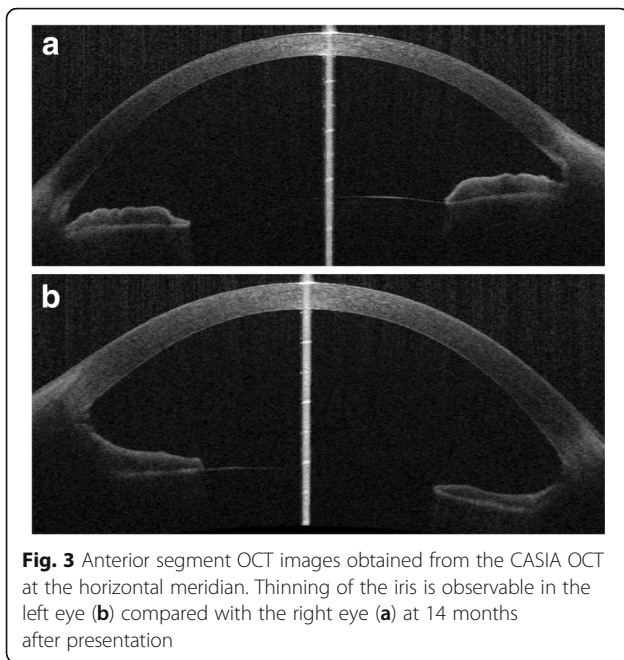 a
b
Fig. 3 Anterior segment OCT images obtained from the CASIA OCT
at the horizontal meridian. Thinning of the iris is observable in the
left eye (b) compared with the right eye (a) at 14 months
after presentation